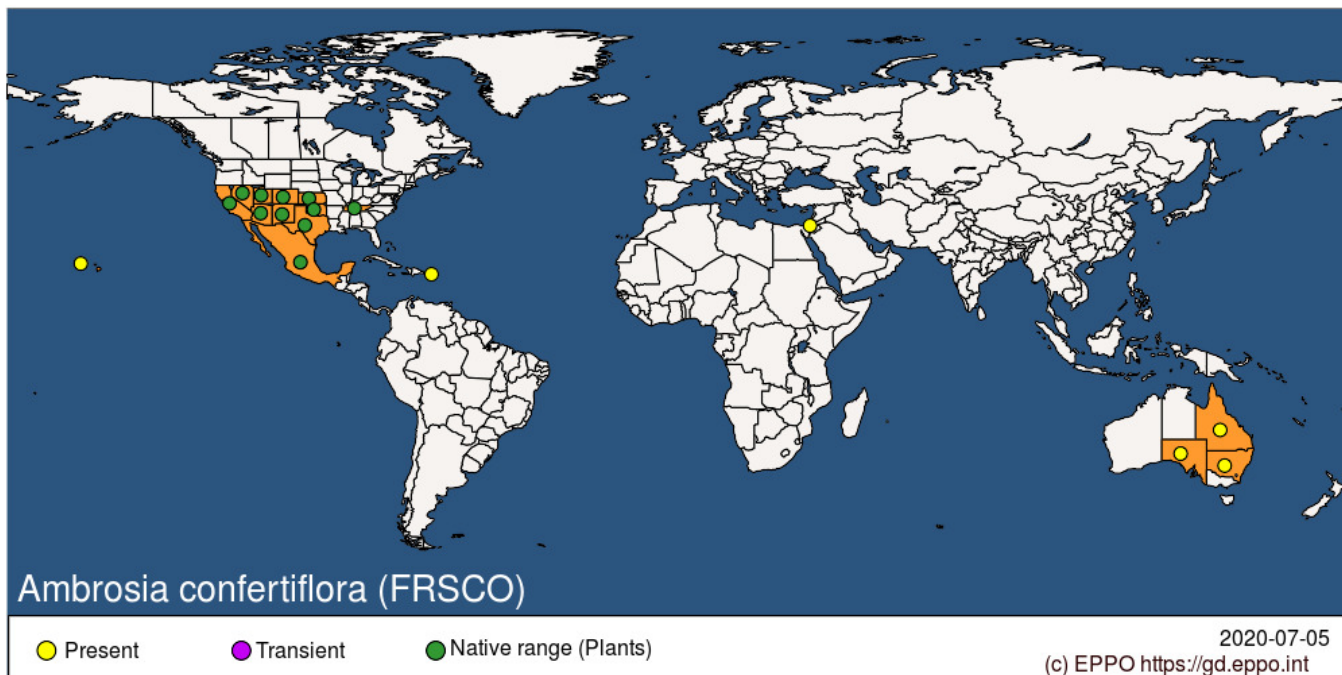 Ambrosia confertiflora (FRSCO)
Present
Transient
Native range (Plants)
2020-07-05
(c) EPPO https://gd.eppo.int